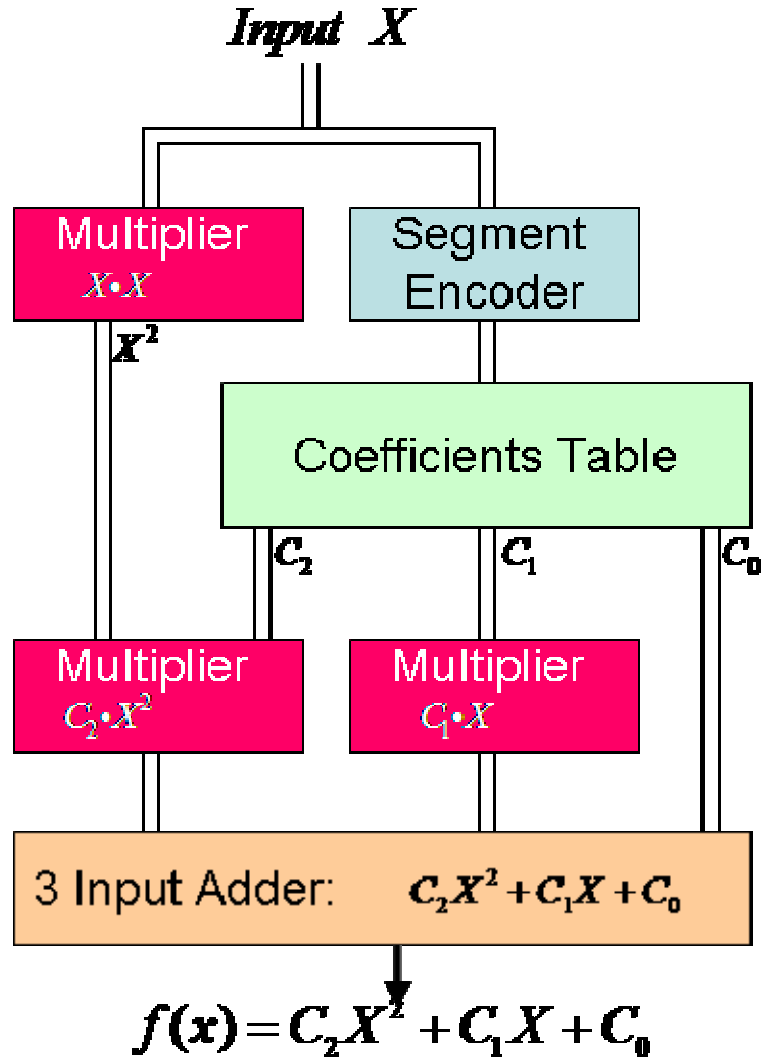 Input X
Multiplier
X•X
Segment
Encoder
X²
Coefficients Table
C₂
C₁
C₀
Multiplier
C₂•X²
Multiplier
C₁•X
3 Input Adder: C₂X²+C₁X+C₀
f(x)=C₂X²+C₁X+C₀